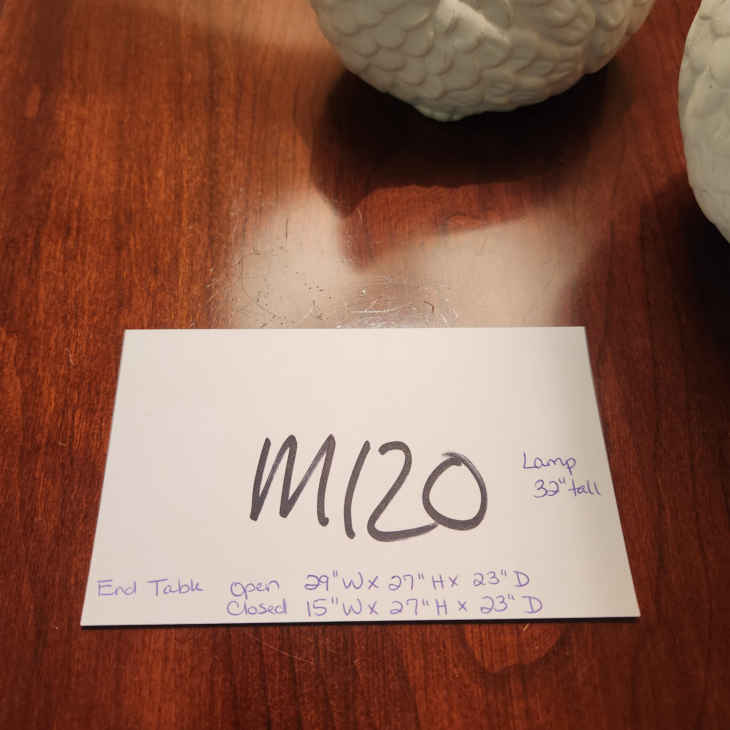 M120
Lamp
32" tall
End Table Open 29" W x 27" H x 23" D
Closed 15" W x 27" H x 23" D